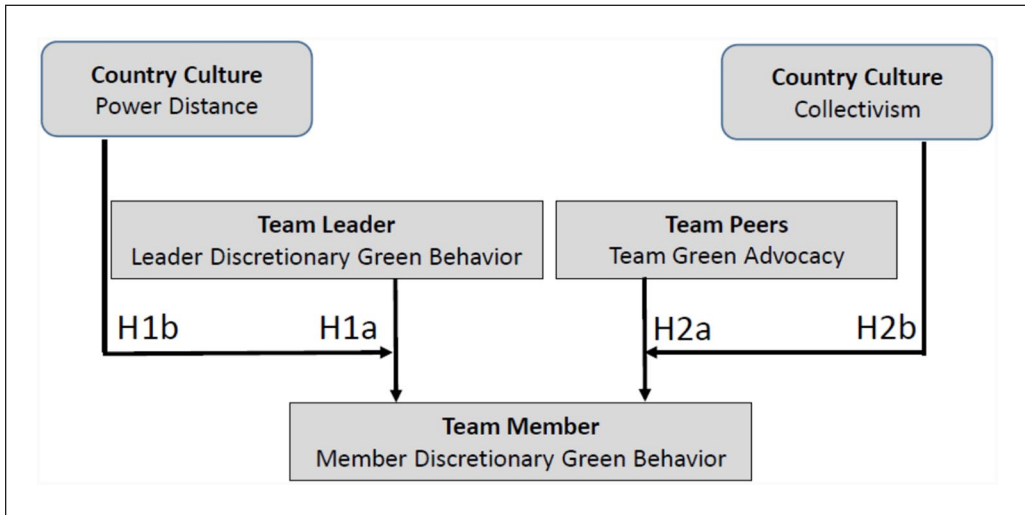 Country Culture
Power Distance
Country Culture
Collectivism
Team Leader
Leader Discretionary Green Behavior
Team Peers
Team Green Advocacy
H1b
H1a
H2a
H2b
Team Member
Member Discretionary Green Behavior